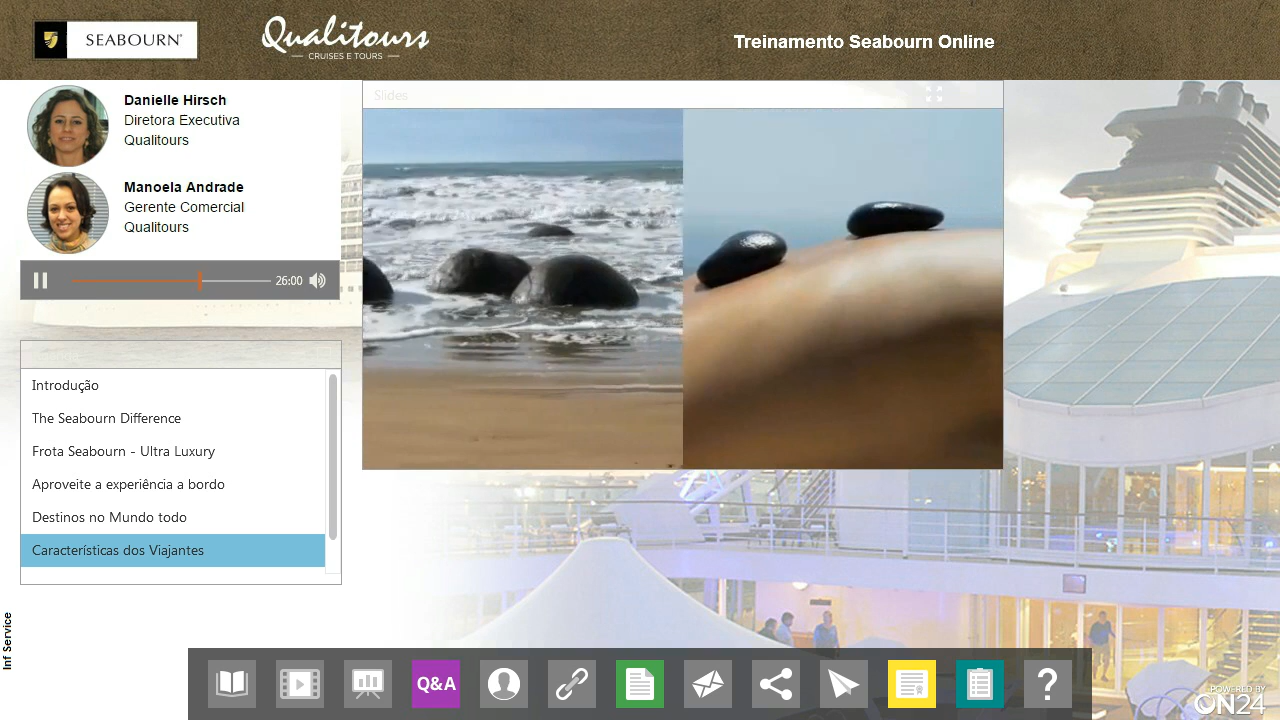 SEABOURN
Qualitours
CRUISES E TOURS
Treinamento Seabourn Online
Danielle Hirsch
Diretora Executiva
Qualitours
Manoela Andrade
Gerente Comercial
Qualitours
26:00
Slides
Introdução
The Seabourn Difference
Frota Seabourn - Ultra Luxury
Aproveite a experiência a bordo
Destinos no Mundo todo
Características dos Viajantes
Inf Service
Q&A
?
POWERED BY
ON24